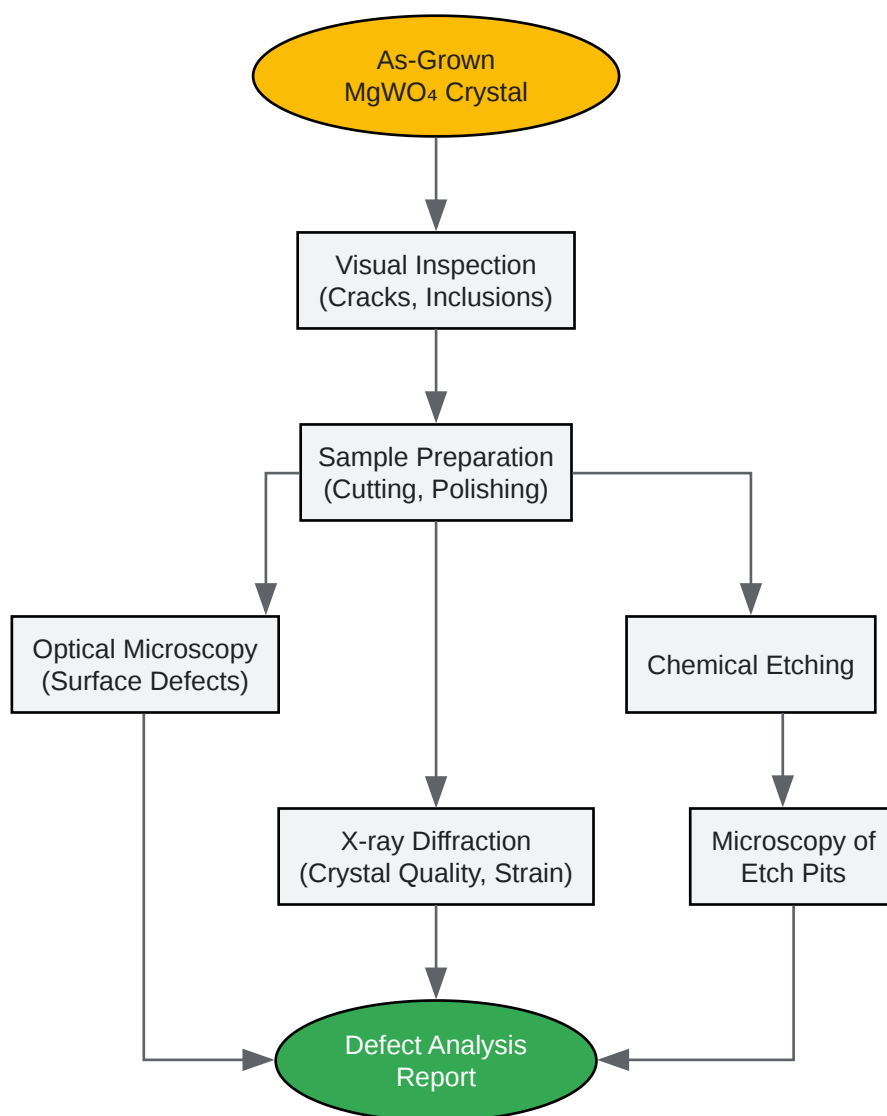 As-Grown
MgWO₄ Crystal
Visual Inspection
(Cracks, Inclusions)
Sample Preparation
(Cutting, Polishing)
Optical Microscopy
(Surface Defects)
Chemical Etching
X-ray Diffraction
(Crystal Quality, Strain)
Microscopy of
Etch Pits
Defect Analysis
Report